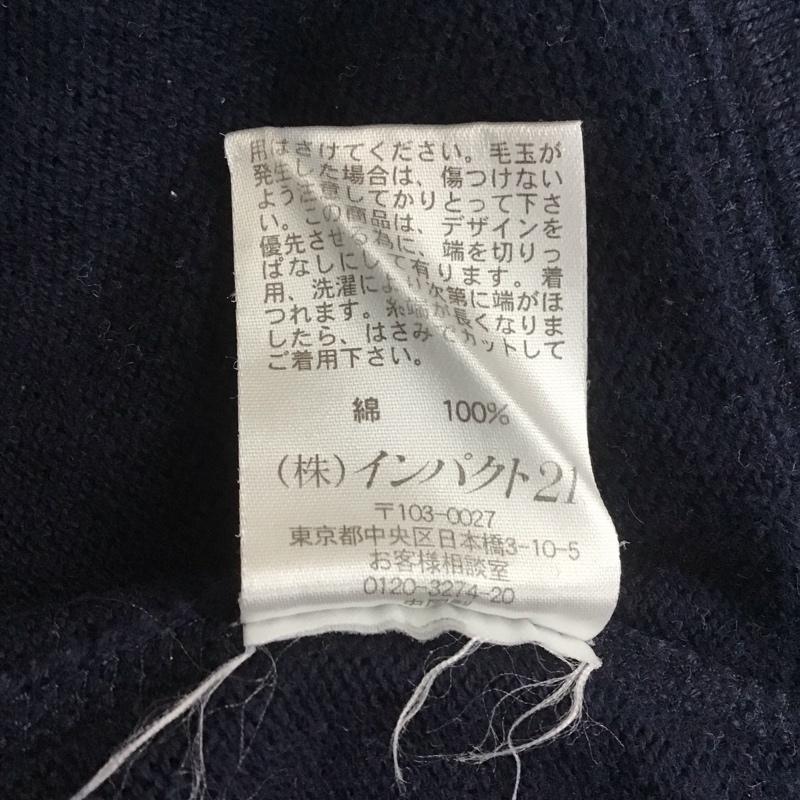 用はさけてください。毛玉が
発生した場合は、傷つけない
よう注意してかりとって下さ
い。この商品は、デザインを
優先させる為に、端を切りっ
ぱなしにして有ります。着
用、洗濯により次第に端がほ
つれます。糸端が長くなりま
したら、はさみでカットして
ご着用下さい。
綿 100%
(株)インパクト21
〒103-0027
東京都中央区日本橋3-10-5
お客様相談室
0120-3274-20